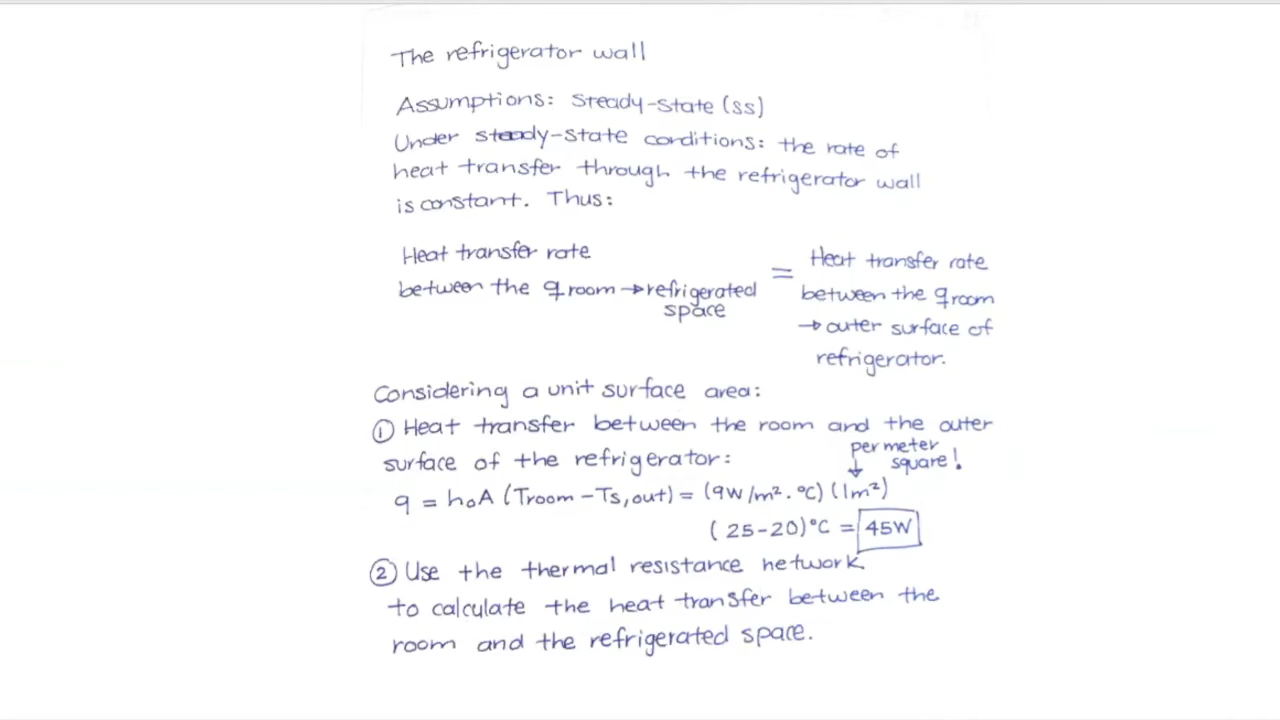 The refrigerator wall
Assumptions: Steady-state (ss)
Under steady-state conditions: the rate of
heat transfer through the refrigerator wall
is constant. Thus:
Heat transfer rate
between the q room → refrigerated
space
=
Heat transfer rate
between the q room
→ outer surface of
refrigerator.
Considering a unit surface area:
① Heat transfer between the room and the outer
surface of the refrigerator:
per meter
square!
↓
q = h₀A (Troom - Ts,out) = (9W/m² · °C) (1m²)
(25-20)°C = 45W
② Use the thermal resistance network
to calculate the heat transfer between the
room and the refrigerated space.